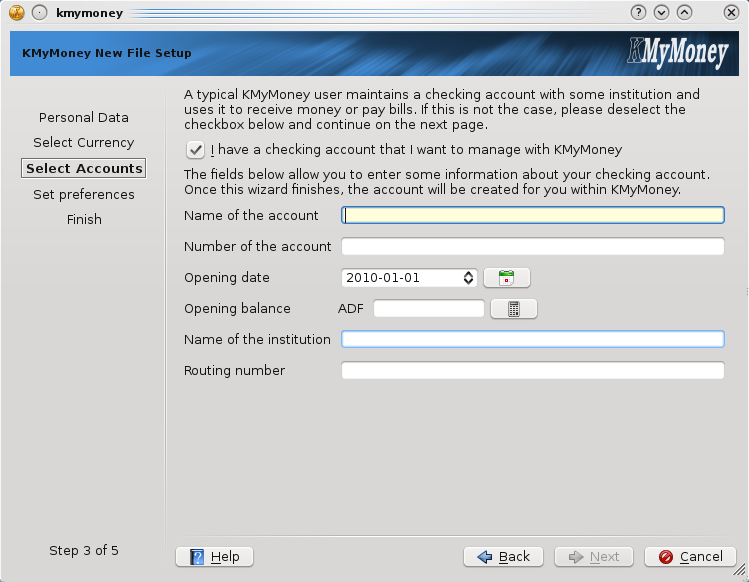 kmymoney
KMyMoney New File Setup
KMyMoney
Personal Data
Select Currency
Select Accounts
Set preferences
Finish
A typical KMyMoney user maintains a checking account with some institution and
uses it to receive money or pay bills. If this is not the case, please deselect the
checkbox below and continue on the next page.
I have a checking account that I want to manage with KMyMoney
The fields below allow you to enter some information about your checking account.
Once this wizard finishes, the account will be created for you within KMyMoney.
Name of the account
Number of the account
Opening date 2010-01-01
Opening balance ADF
Name of the institution
Routing number
Step 3 of 5
Help Back Next Cancel